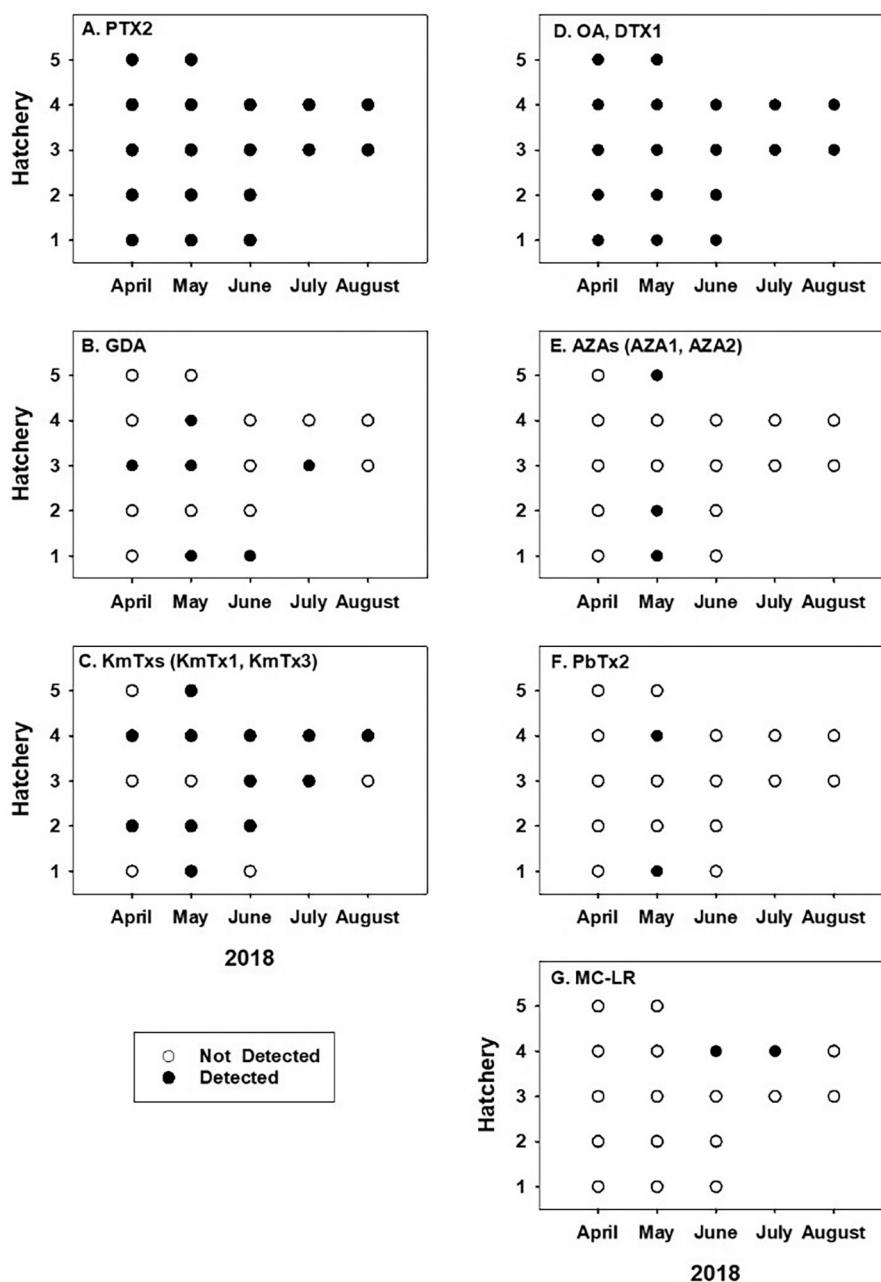 A. PTX2
Hatchery
5
4
3
2
1
April May June July August
B. GDA
Hatchery
5
4
3
2
1
April May June July August
C. KmTxs (KmTx1, KmTx3)
Hatchery
5
4
3
2
1
April May June July August
2018
Not Detected
Detected
D. OA, DTX1
5
4
3
2
1
April May June July August
E. AZAs (AZA1, AZA2)
5
4
3
2
1
April May June July August
F. PbTx2
5
4
3
2
1
April May June July August
G. MC-LR
Hatchery
5
4
3
2
1
April May June July August
2018